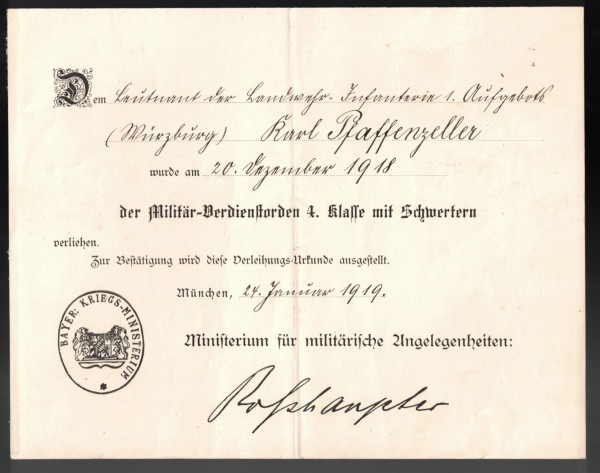 Dem Leutnant der Landwehr-Infanterie 1. Aufgebots
(Würzburg) Karl Pfaffenzeller
wurde am 20. Dezember 1918
der Militär-Verdienstorden 4. Klasse mit Schwertern
verliehen.
Zur Bestätigung wird diese Verleihungs-Urkunde ausgestellt.
München, 24. Januar 1919.
Ministerium für militärische Angelegenheiten:
BAYER: KRIEGS-MINISTERIUM
Roßhaupter